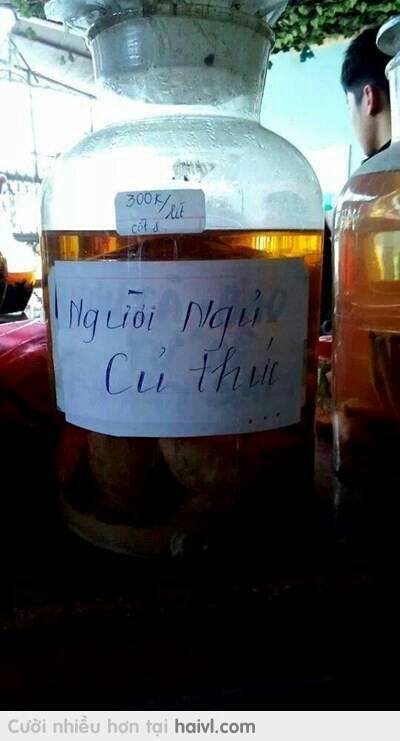 300K/
lít
cốt đ
Người Ngủ
Củ thức
...
Cười nhiều hơn tại haivl.com